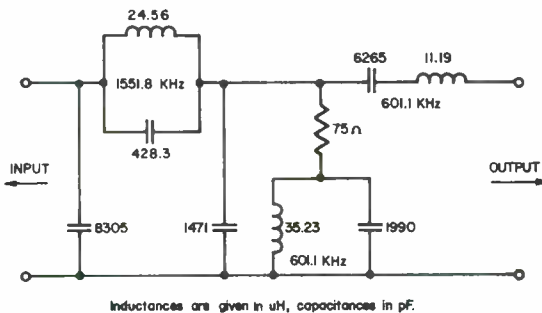 24.56
1551.8 KHz
428.3
6265
11.19
601.1 KHz
75Ω
INPUT
OUTPUT
8305
1471
35.23
1990
601.1 KHz
Inductances are given in uH, capacitances in pF.